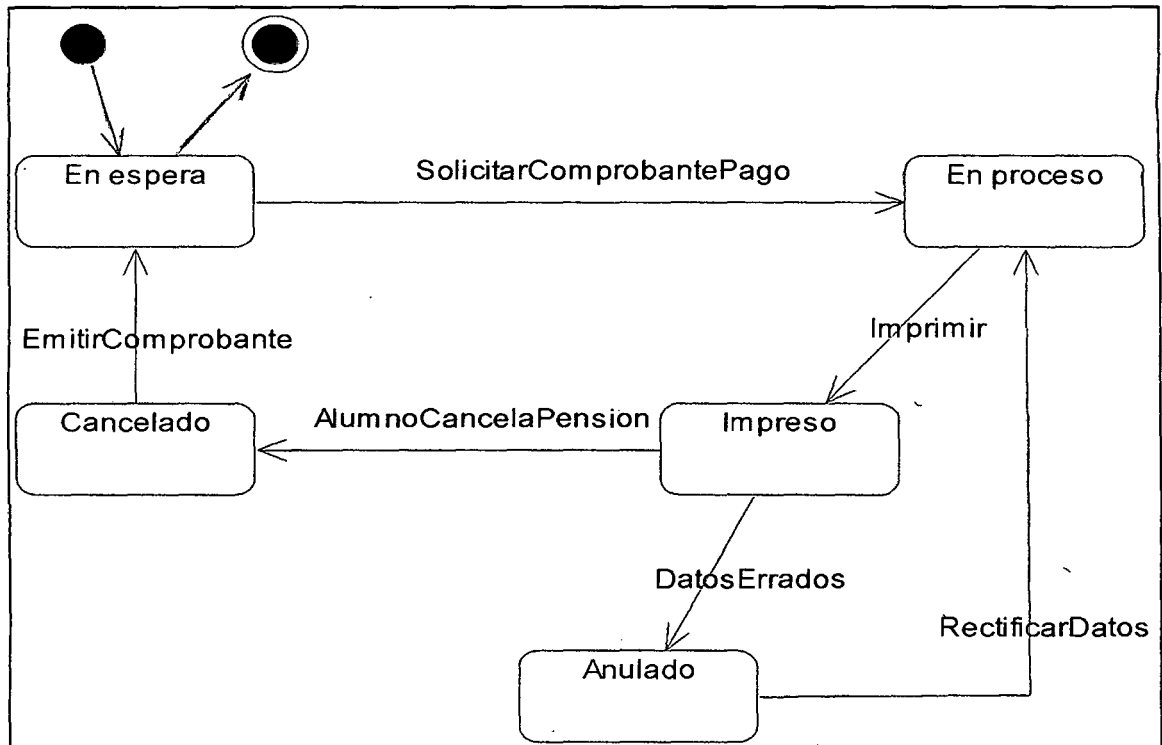 En espera
SolicitarComprobantePago
En proceso
EmitirComprobante
Imprimir
Cancelado
AlumnoCancelaPension
Impreso
DatosErrados
RectificarDatos
Anulado